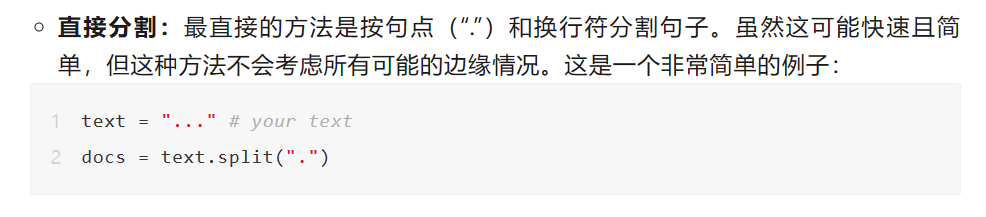 直接分割：最直接的方法是按句点（“.”）和换行符分割句子。虽然这可能快速且简
单，但这种方法不会考虑所有可能的边缘情况。这是一个非常简单的例子：
1 text = "..." # your text
2 docs = text.split(".")